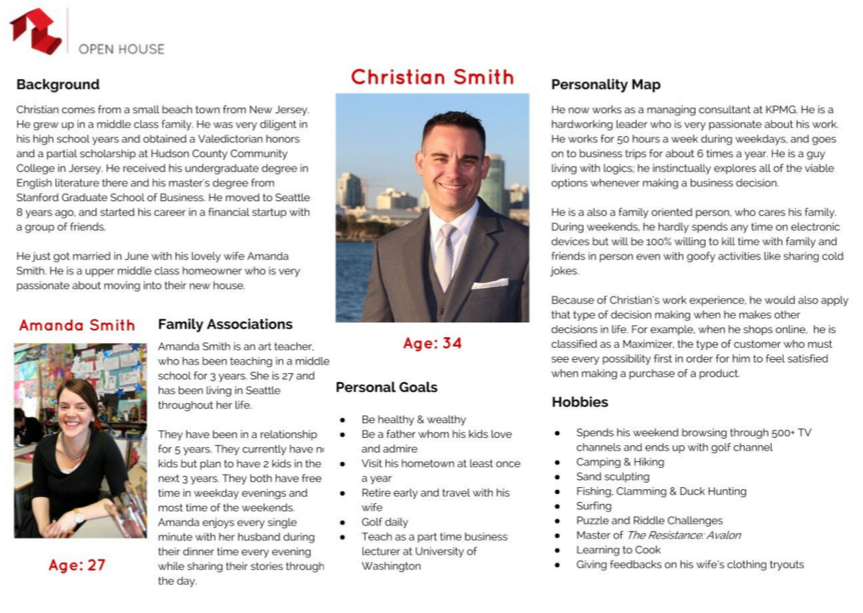 OPEN HOUSE
Background
Christian comes from a small beach town from New Jersey.
He grew up in a middle class family. He was very diligent in
his high school years and obtained a Valedictorian honors
and a partial scholarship at Hudson County Community
College in Jersey. He received his undergraduate degree in
English literature there and his master's degree from
Stanford Graduate School of Business. He moved to Seattle
8 years ago, and started his career in a financial startup with
a group of friends.
He just got married in June with his lovely wife Amanda
Smith. He is a upper middle class homeowner who is very
passionate about moving into their new house.
Amanda Smith
Age: 27
Family Associations
Amanda Smith is an art teacher,
who has been teaching in a middle
school for 3 years. She is 27 and
has been living in Seattle
throughout her life.
They have been in a relationship
for 5 years. They currently have n
kids but plan to have 2 kids in the
next 3 years. They both have free
time in weekday evenings and
most time of the weekends.
Amanda enjoys every single
minute with her husband during
their dinner time every evening
while sharing their stories through
the day.
Christian Smith
Age: 34
Personal Goals
● Be healthy & wealthy
● Be a father whom his kids love
and admire
● Visit his hometown at least once
a year
● Retire early and travel with his
wife
● Golf daily
● Teach as a part time business
lecturer at University of
Washington
Personality Map
He now works as a managing consultant at KPMG. He is a
hardworking leader who is very passionate about his work.
He works for 50 hours a week during weekdays, and goes
on to business trips for about 6 times a year. He is a guy
living with logics; he instinctually explores all of the viable
options whenever making a business decision.
He is a also a family oriented person, who cares his family.
During weekends, he hardly spends any time on electronic
devices but will be 100% willing to kill time with family and
friends in person even with goofy activities like sharing cold
jokes.
Because of Christian's work experience, he would also apply
that type of decision making when he makes other
decisions in life. For example, when he shops online, he is
classified as a Maximizer, the type of customer who must
see every possibility first in order for him to feel satisfied
when making a purchase of a product.
Hobbies
● Spends his weekend browsing through 500+ TV
channels and ends up with golf channel
● Camping & Hiking
● Sand sculpting
● Fishing, Clamming & Duck Hunting
● Surfing
● Puzzle and Riddle Challenges
● Master of The Resistance: Avalon
● Learning to Cook
● Giving feedbacks on his wife's clothing tryouts